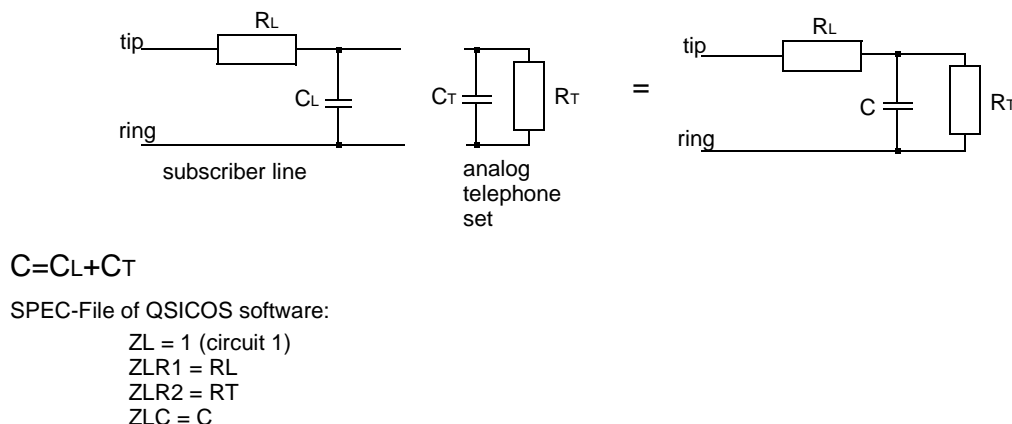 RL
tip
CL
ring
subscriber line
CT
RT
analog
telephone
set
=
RL
tip
C
RT
ring
C=CL+CT
SPEC-File of QSICOS software:
ZL = 1 (circuit 1)
ZLR1 = RL
ZLR2 = RT
ZLC = C